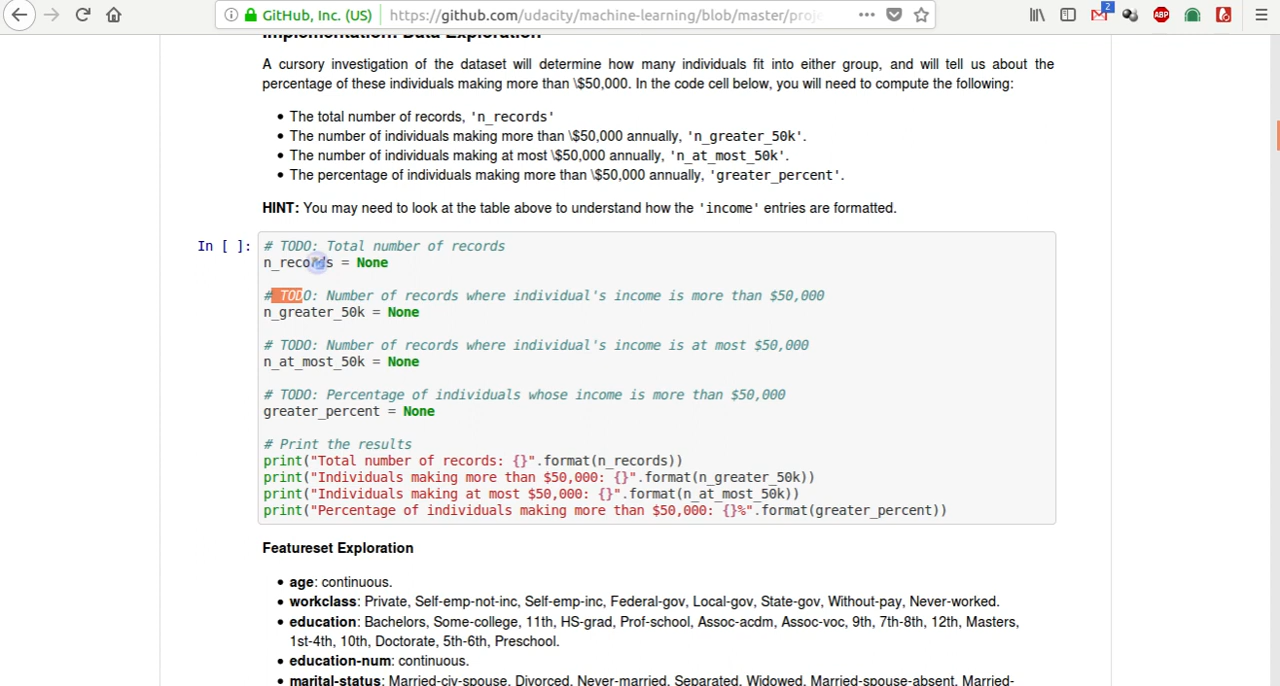 GitHub, Inc. (US) https://github.com/udacity/machine-learning/blob/master/proje
2
ABP
Implementation: Data Exploration
A cursory investigation of the dataset will determine how many individuals fit into either group, and will tell us about the
percentage of these individuals making more than \$50,000. In the code cell below, you will need to compute the following:
• The total number of records, 'n_records'
• The number of individuals making more than \$50,000 annually, 'n_greater_50k'.
• The number of individuals making at most \$50,000 annually, 'n_at_most_50k'.
• The percentage of individuals making more than \$50,000 annually, 'greater_percent'.
HINT: You may need to look at the table above to understand how the 'income' entries are formatted.
In [ ]: # TODO: Total number of records
n_records = None
# TODO: Number of records where individual's income is more than $50,000
n_greater_50k = None
# TODO: Number of records where individual's income is at most $50,000
n_at_most_50k = None
# TODO: Percentage of individuals whose income is more than $50,000
greater_percent = None
# Print the results
print("Total number of records: {}".format(n_records))
print("Individuals making more than $50,000: {}".format(n_greater_50k))
print("Individuals making at most $50,000: {}".format(n_at_most_50k))
print("Percentage of individuals making more than $50,000: {}%".format(greater_percent))
Featureset Exploration
• age: continuous.
• workclass: Private, Self-emp-not-inc, Self-emp-inc, Federal-gov, Local-gov, State-gov, Without-pay, Never-worked.
• education: Bachelors, Some-college, 11th, HS-grad, Prof-school, Assoc-acdm, Assoc-voc, 9th, 7th-8th, 12th, Masters,
1st-4th, 10th, Doctorate, 5th-6th, Preschool.
• education-num: continuous.
• marital-status: Married-civ-spouse, Divorced, Never-married, Separated, Widowed, Married-spouse-absent, Married-